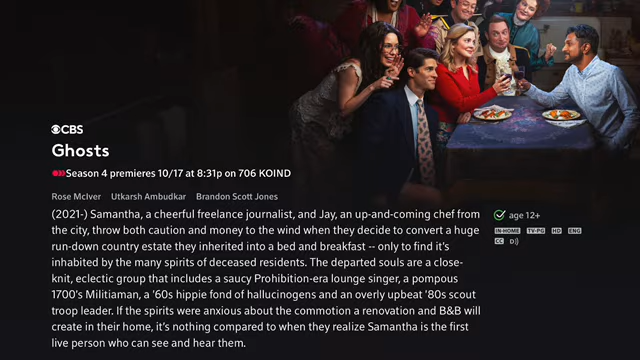 CBS
Ghosts
Season 4 premieres 10/17 at 8:31p on 706 KOIND
Rose McIver Utkarsh Ambudkar Brandon Scott Jones
(2021-) Samantha, a cheerful freelance journalist, and Jay, an up-and-coming chef from
the city, throw both caution and money to the wind when they decide to convert a huge
run-down country estate they inherited into a bed and breakfast -- only to find it's
inhabited by the many spirits of deceased residents. The departed souls are a close-
knit, eclectic group that includes a saucy Prohibition-era lounge singer, a pompous
1700's Militiaman, a '60s hippie fond of hallucinogens and an overly upbeat '80s scout
troop leader. If the spirits were anxious about the commotion a renovation and B&B will
create in their home, it's nothing compared to when they realize Samantha is the first
live person who can see and hear them.
age 12+
IN-HOME TV-PG HD ENG
CC D